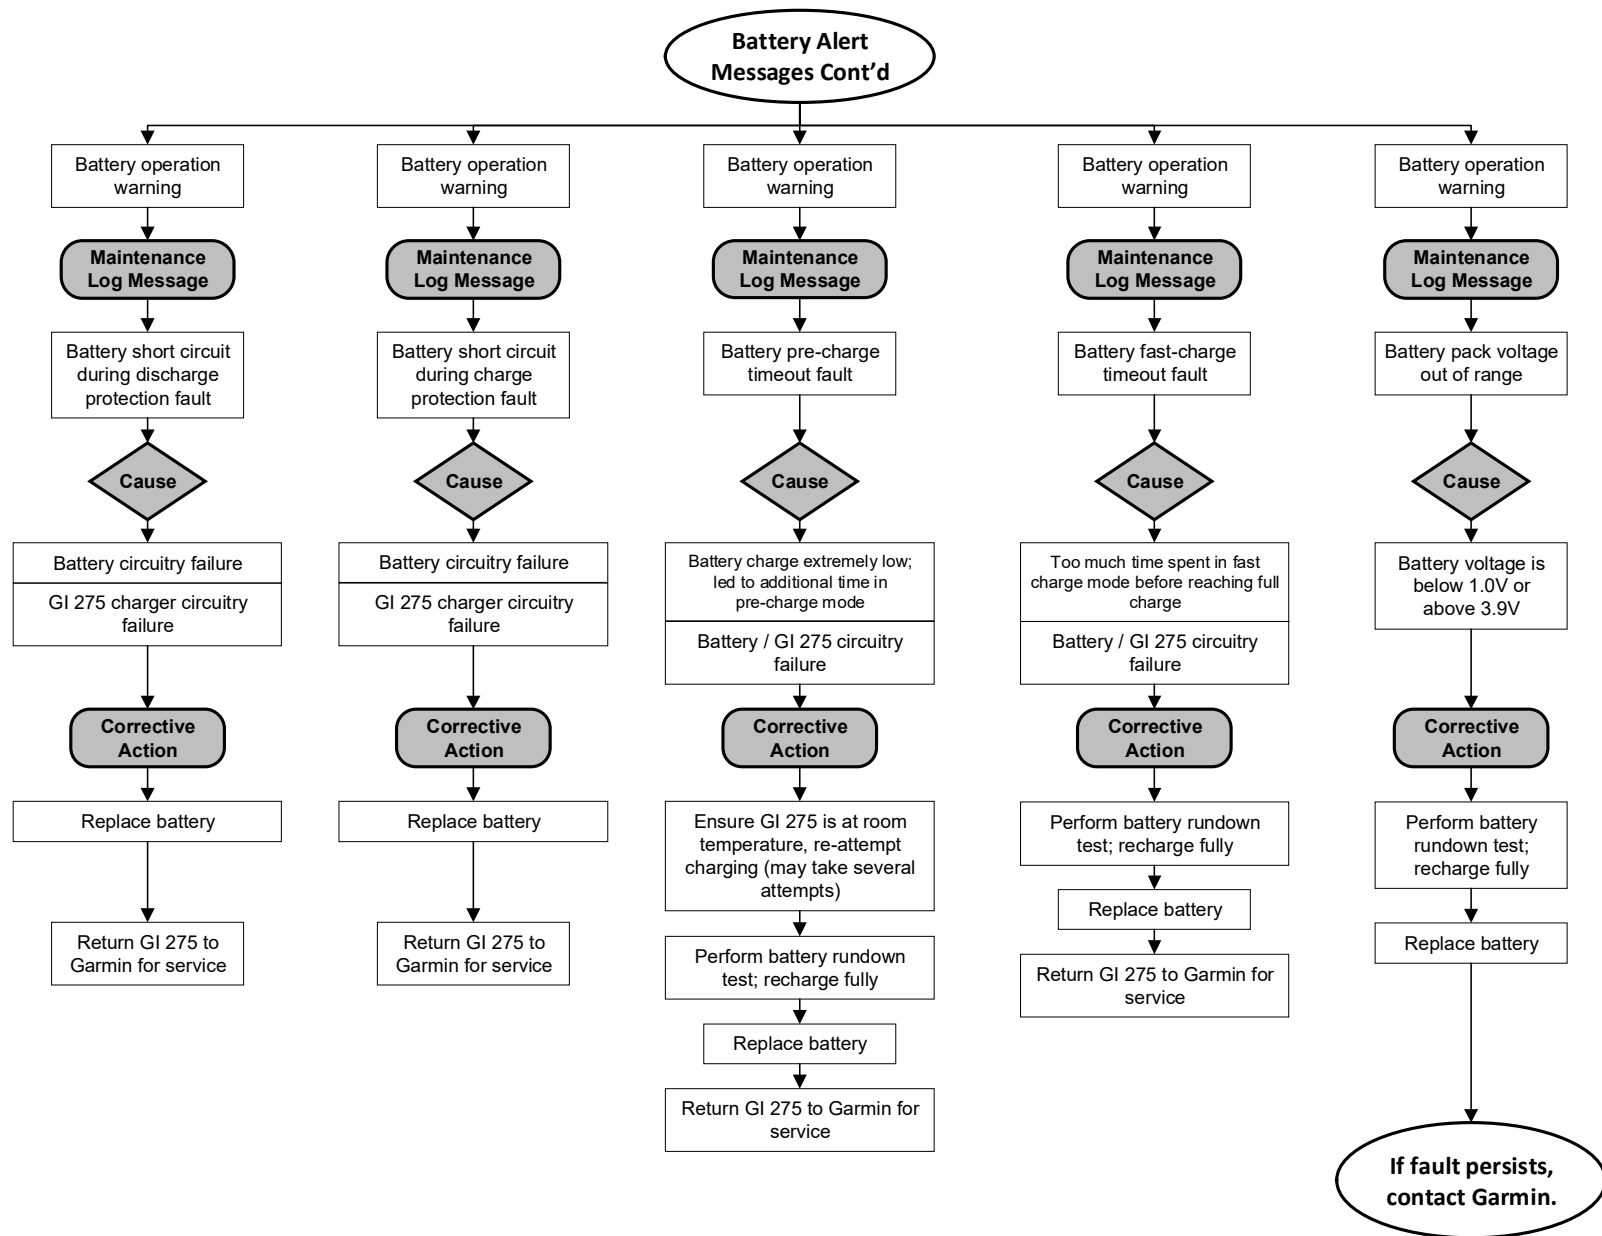 Battery Alert
Messages Cont’d
Battery operation
warning
Maintenance
Log Message
Battery short circuit
during discharge
protection fault
Cause
Battery circuitry failure
GI 275 charger circuitry
failure
Corrective
Action
Replace battery
Return GI 275 to
Garmin for service
Battery operation
warning
Maintenance
Log Message
Battery short circuit
during charge
protection fault
Cause
Battery circuitry failure
GI 275 charger circuitry
failure
Corrective
Action
Replace battery
Return GI 275 to
Garmin for service
Battery operation
warning
Maintenance
Log Message
Battery pre-charge
timeout fault
Cause
Battery charge extremely low;
led to additional time in
pre-charge mode
Battery / GI 275 circuitry
failure
Corrective
Action
Ensure GI 275 is at room
temperature, re-attempt
charging (may take several
attempts)
Perform battery rundown
test; recharge fully
Replace battery
Return GI 275 to Garmin for
service
Battery operation
warning
Maintenance
Log Message
Battery fast-charge
timeout fault
Cause
Too much time spent in fast
charge mode before reaching full
charge
Battery / GI 275 circuitry
failure
Corrective
Action
Perform battery rundown
test; recharge fully
Replace battery
Return GI 275 to Garmin for
service
Battery operation
warning
Maintenance
Log Message
Battery pack voltage
out of range
Cause
Battery voltage is
below 1.0V or
above 3.9V
Corrective
Action
Perform battery
rundown test;
recharge fully
Replace battery
If fault persists,
contact Garmin.